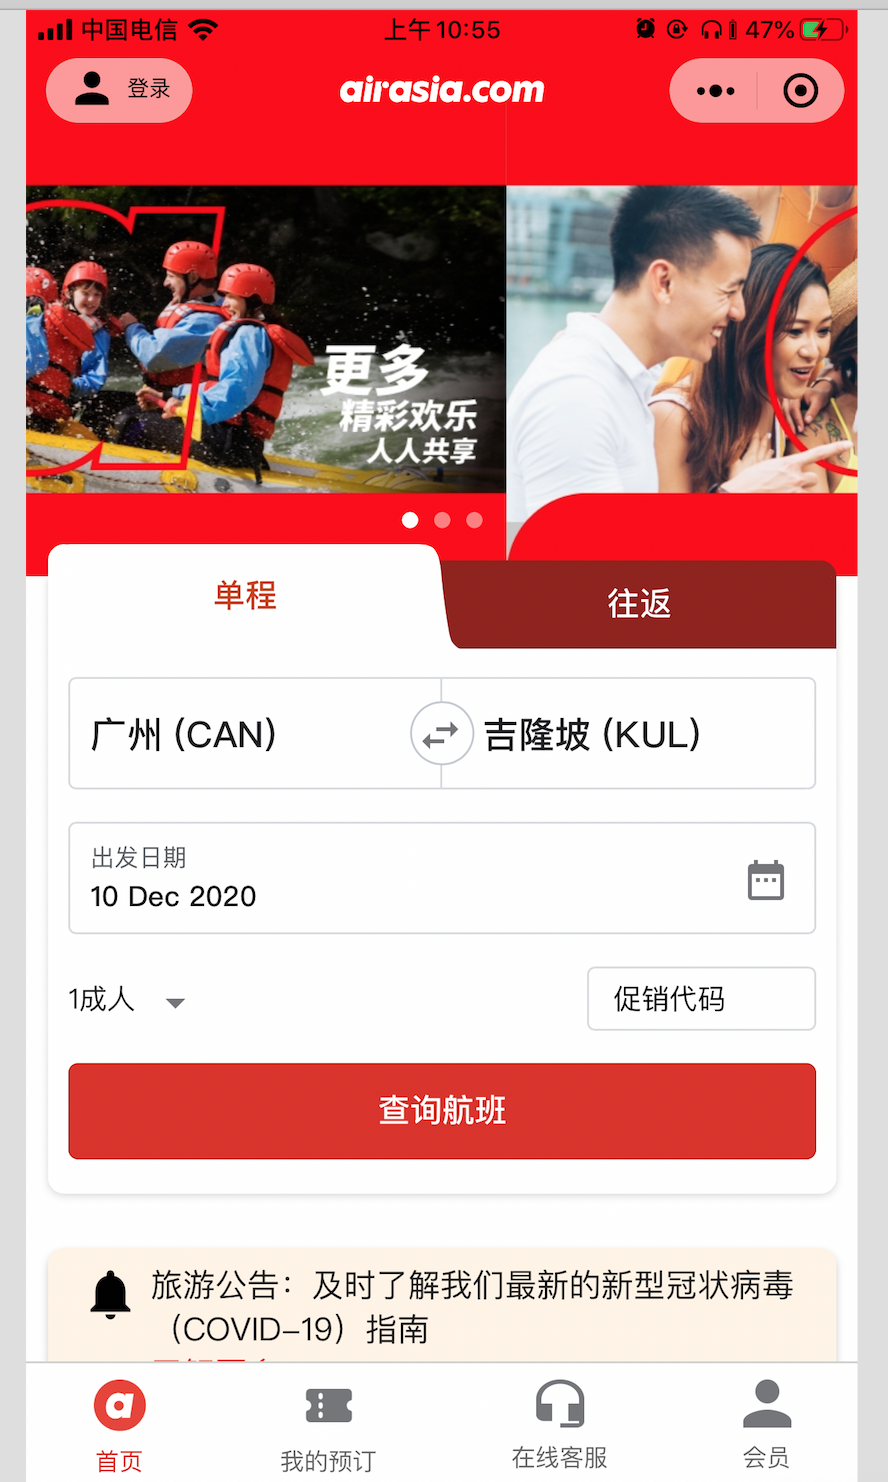 中国电信
上午10:55
47%
登录
airasia.com
更多
精彩欢乐
人人共享
单程
往返
广州 (CAN)
吉隆坡 (KUL)
出发日期
10 Dec 2020
1成人
促销代码
查询航班
旅游公告：及时了解我们最新的新型冠状病毒
（COVID-19）指南
首页
我的预订
在线客服
会员